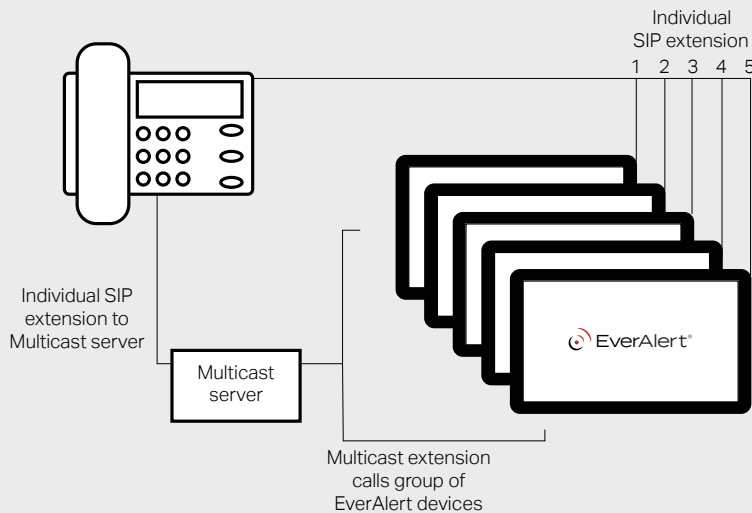 Individual
SIP extension
1 2 3 4 5
Individual SIP
extension to
Multicast server
Multicast
server
EverAlert®
Multicast extension
calls group of
EverAlert devices